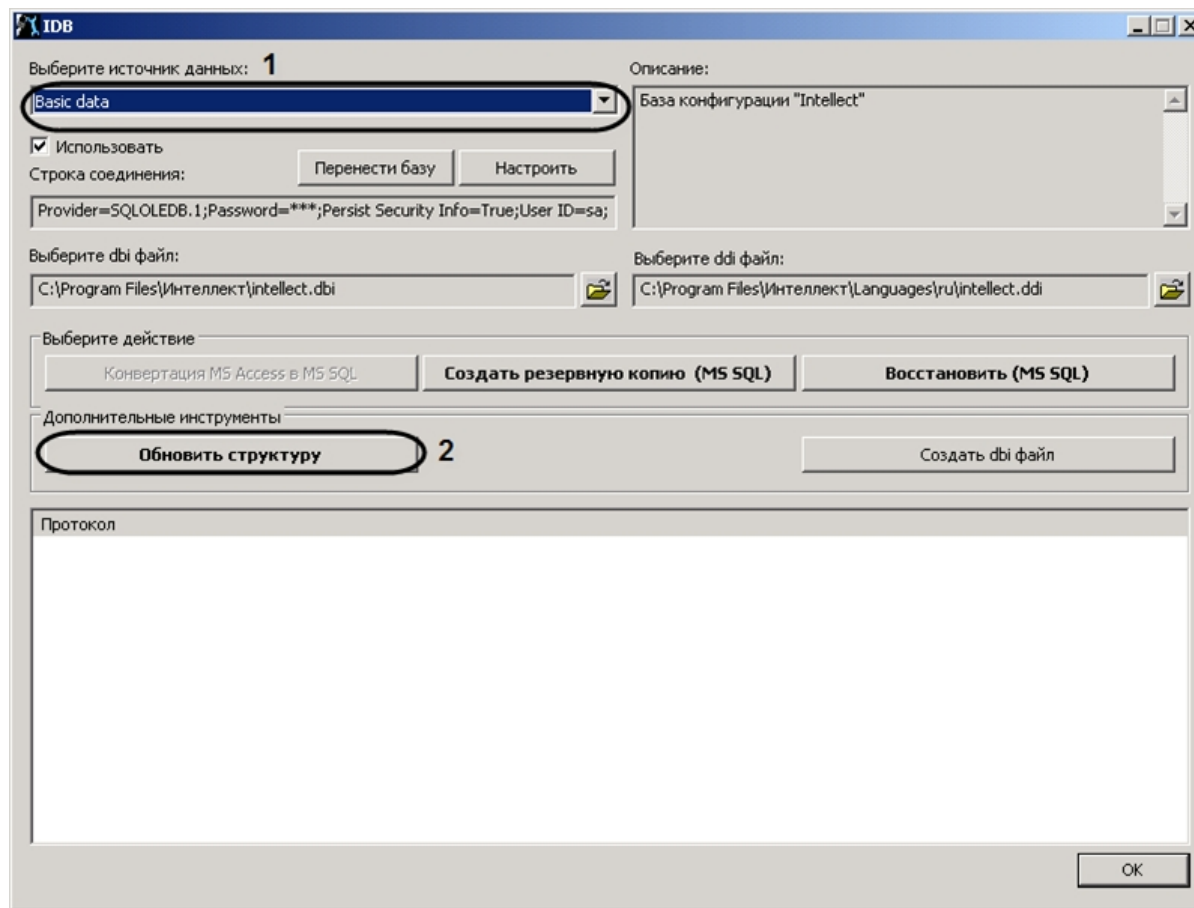 IDB
Выберите источник данных: 1
Описание:
Basic data
База конфигурации "Intellect"
Использовать
Перенести базу
Настроить
Строка соединения:
Provider=SQLOLEDB.1;Password=***;Persist Security Info=True;User ID=sa;
Выберите dbi файл:
Выберите ddi файл:
C:\Program Files\Интеллект\intellect.dbi
C:\Program Files\Интеллект\Languages\ru\intellect.ddi
Выберите действие
Конвертация MS Access в MS SQL
Создать резервную копию (MS SQL)
Восстановить (MS SQL)
Дополнительные инструменты
Обновить структуру
2
Создать dbi файл
Протокол
OK